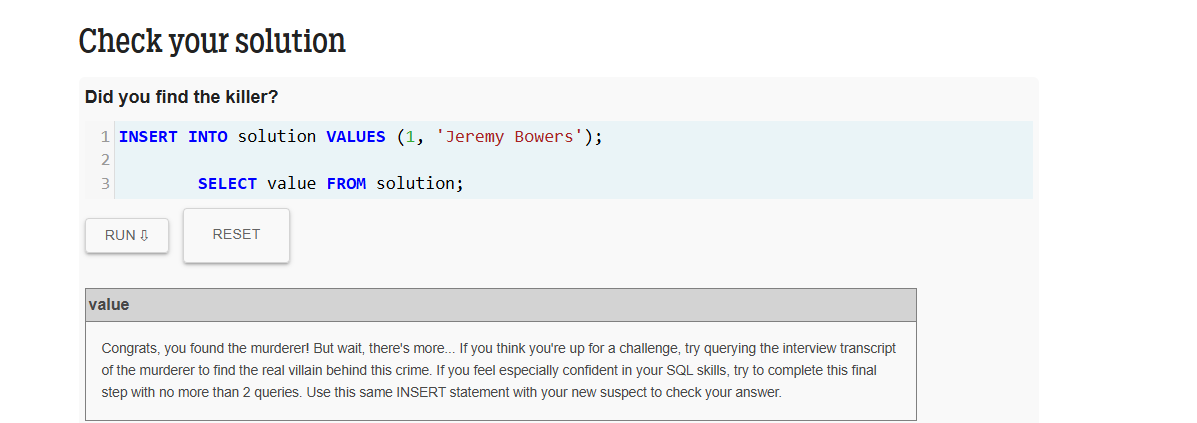 Check your solution
Did you find the killer?
1 INSERT INTO solution VALUES (1, 'Jeremy Bowers');
2
3 SELECT value FROM solution;
RUN ⇩ RESET
value
Congrats, you found the murderer! But wait, there's more... If you think you're up for a challenge, try querying the interview transcript
of the murderer to find the real villain behind this crime. If you feel especially confident in your SQL skills, try to complete this final
step with no more than 2 queries. Use this same INSERT statement with your new suspect to check your answer.